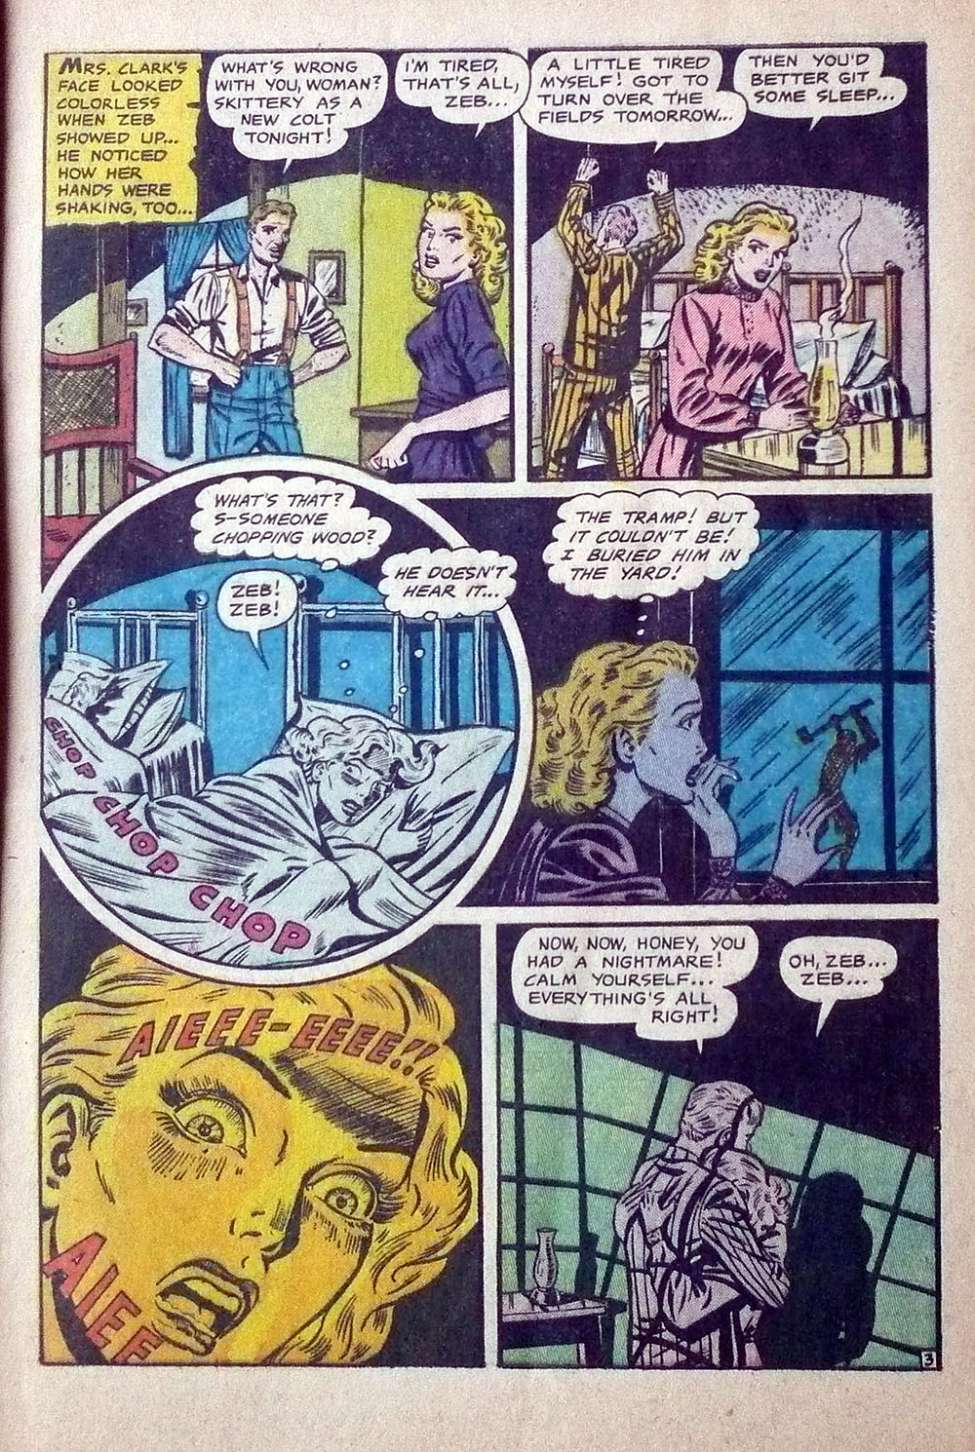 MRS. CLARK'S
FACE LOOKED
COLORLESS
WHEN ZEB
SHOWED UP...
HE NOTICED
HOW HER
HANDS WERE
SHAKING, TOO...
WHAT'S WRONG
WITH YOU, WOMAN?
SKITTERY AS A
NEW COLT
TONIGHT!
I'M TIRED,
THAT'S ALL,
ZEB...
A LITTLE TIRED
MYSELF! GOT TO
TURN OVER THE
FIELDS TOMORROW...
THEN YOU'D
BETTER GIT
SOME SLEEP...
WHAT'S THAT?
S-SOMEONE
CHOPPING WOOD?
ZEB!
ZEB!
HE DOESN'T
HEAR IT...
CHOP
CHOP
CHOP
THE TRAMP! BUT
IT COULDN'T BE!
I BURIED HIM IN
THE YARD!
AIEEE-EEEE!!
AIEE
NOW, NOW, HONEY, YOU
HAD A NIGHTMARE!
CALM YOURSELF...
EVERYTHING'S ALL
RIGHT!
OH, ZEB...
ZEB...
3